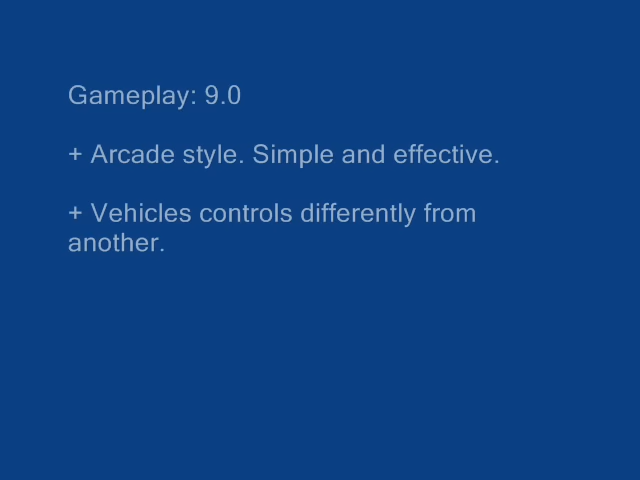 Gameplay: 9.0
+ Arcade style. Simple and effective.
+ Vehicles controls differently from
another.